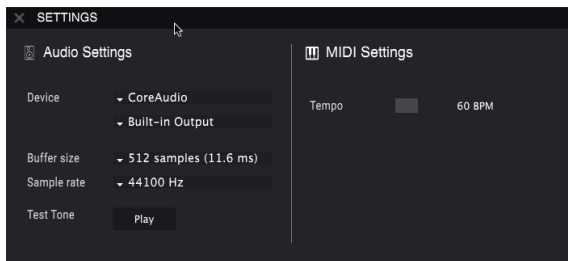 SETTINGS
Audio Settings
Device
CoreAudio
Built-in Output
Buffer size
512 samples (11.6 ms)
Sample rate
44100 Hz
Test Tone
Play
MIDI Settings
Tempo
60 BPM